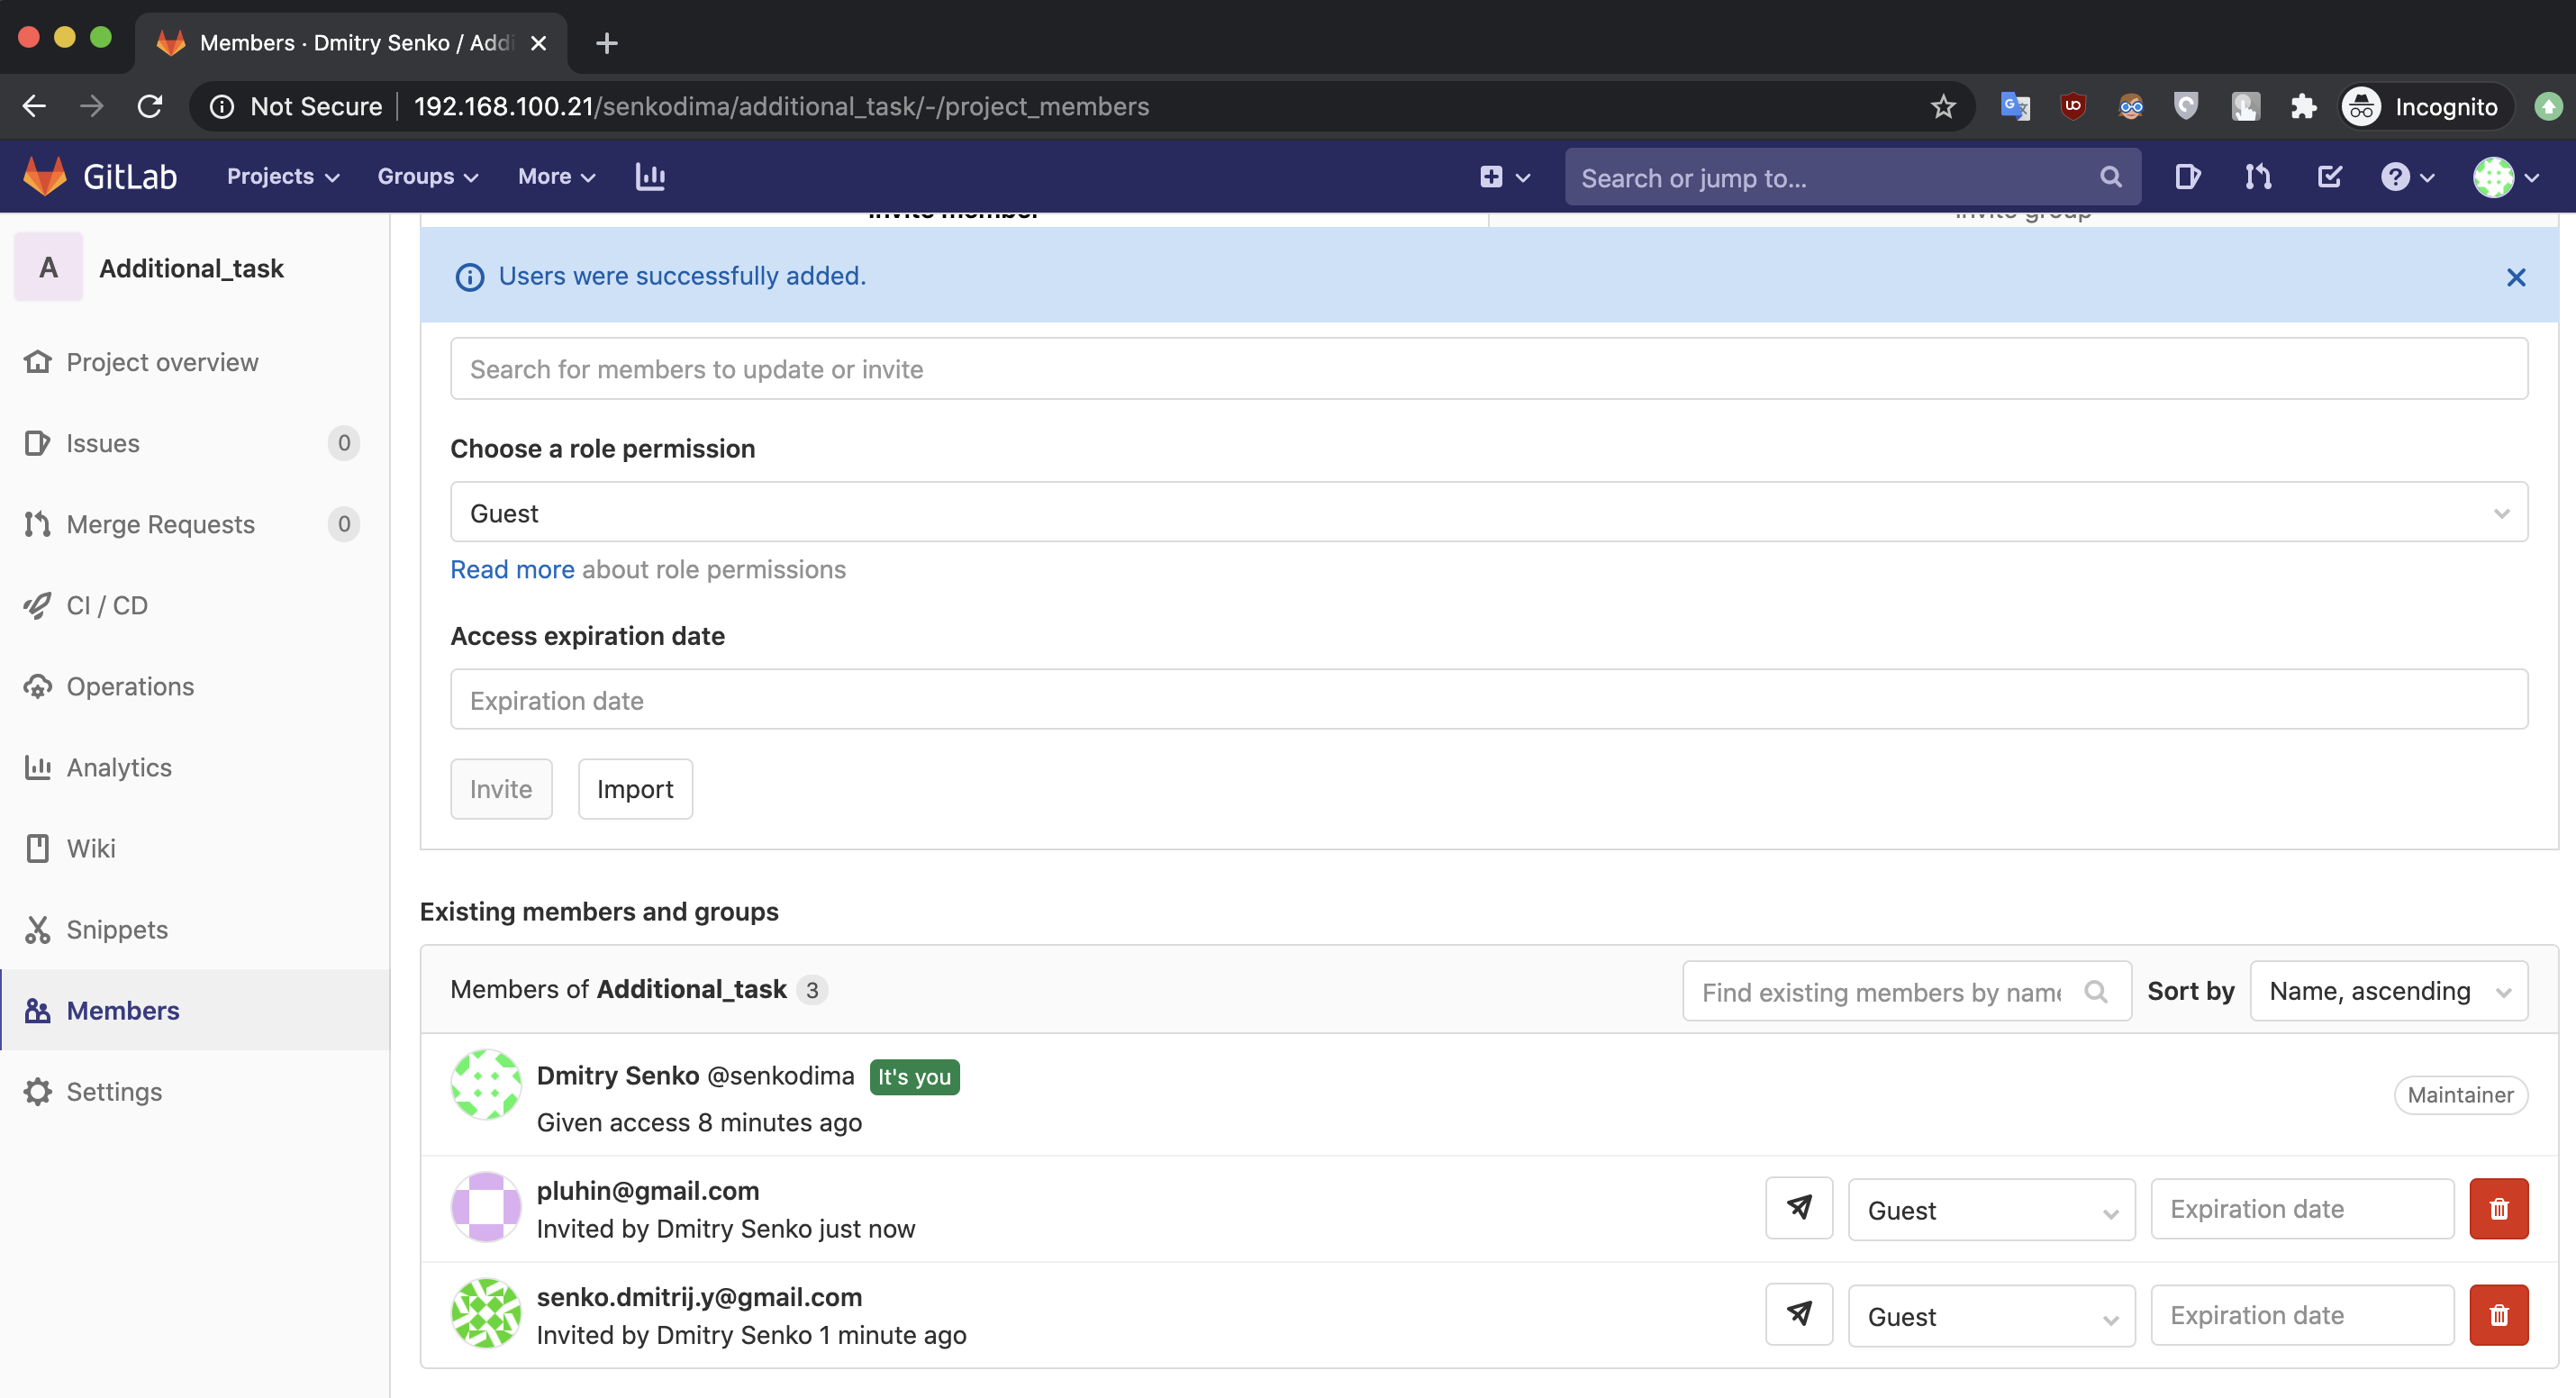 Members · Dmitry Senko / Addi
Not Secure 192.168.100.21/senkodima/additional_task/-/project_members Incognito
GitLab Projects Groups More Search or jump to...
Invite member Invite group
A Additional_task
Users were successfully added.
Search for members to update or invite
Project overview
Issues 0
Merge Requests 0
CI / CD
Operations
Analytics
Wiki
Snippets
Members
Settings
Choose a role permission
Guest
Read more about role permissions
Access expiration date
Expiration date
Invite Import
Existing members and groups
Members of Additional_task 3 Find existing members by name Sort by Name, ascending
Dmitry Senko @senkodima It's you
Given access 8 minutes ago
Maintainer
pluhin@gmail.com
Invited by Dmitry Senko just now
Guest Expiration date
senko.dmitrij.y@gmail.com
Invited by Dmitry Senko 1 minute ago
Guest Expiration date